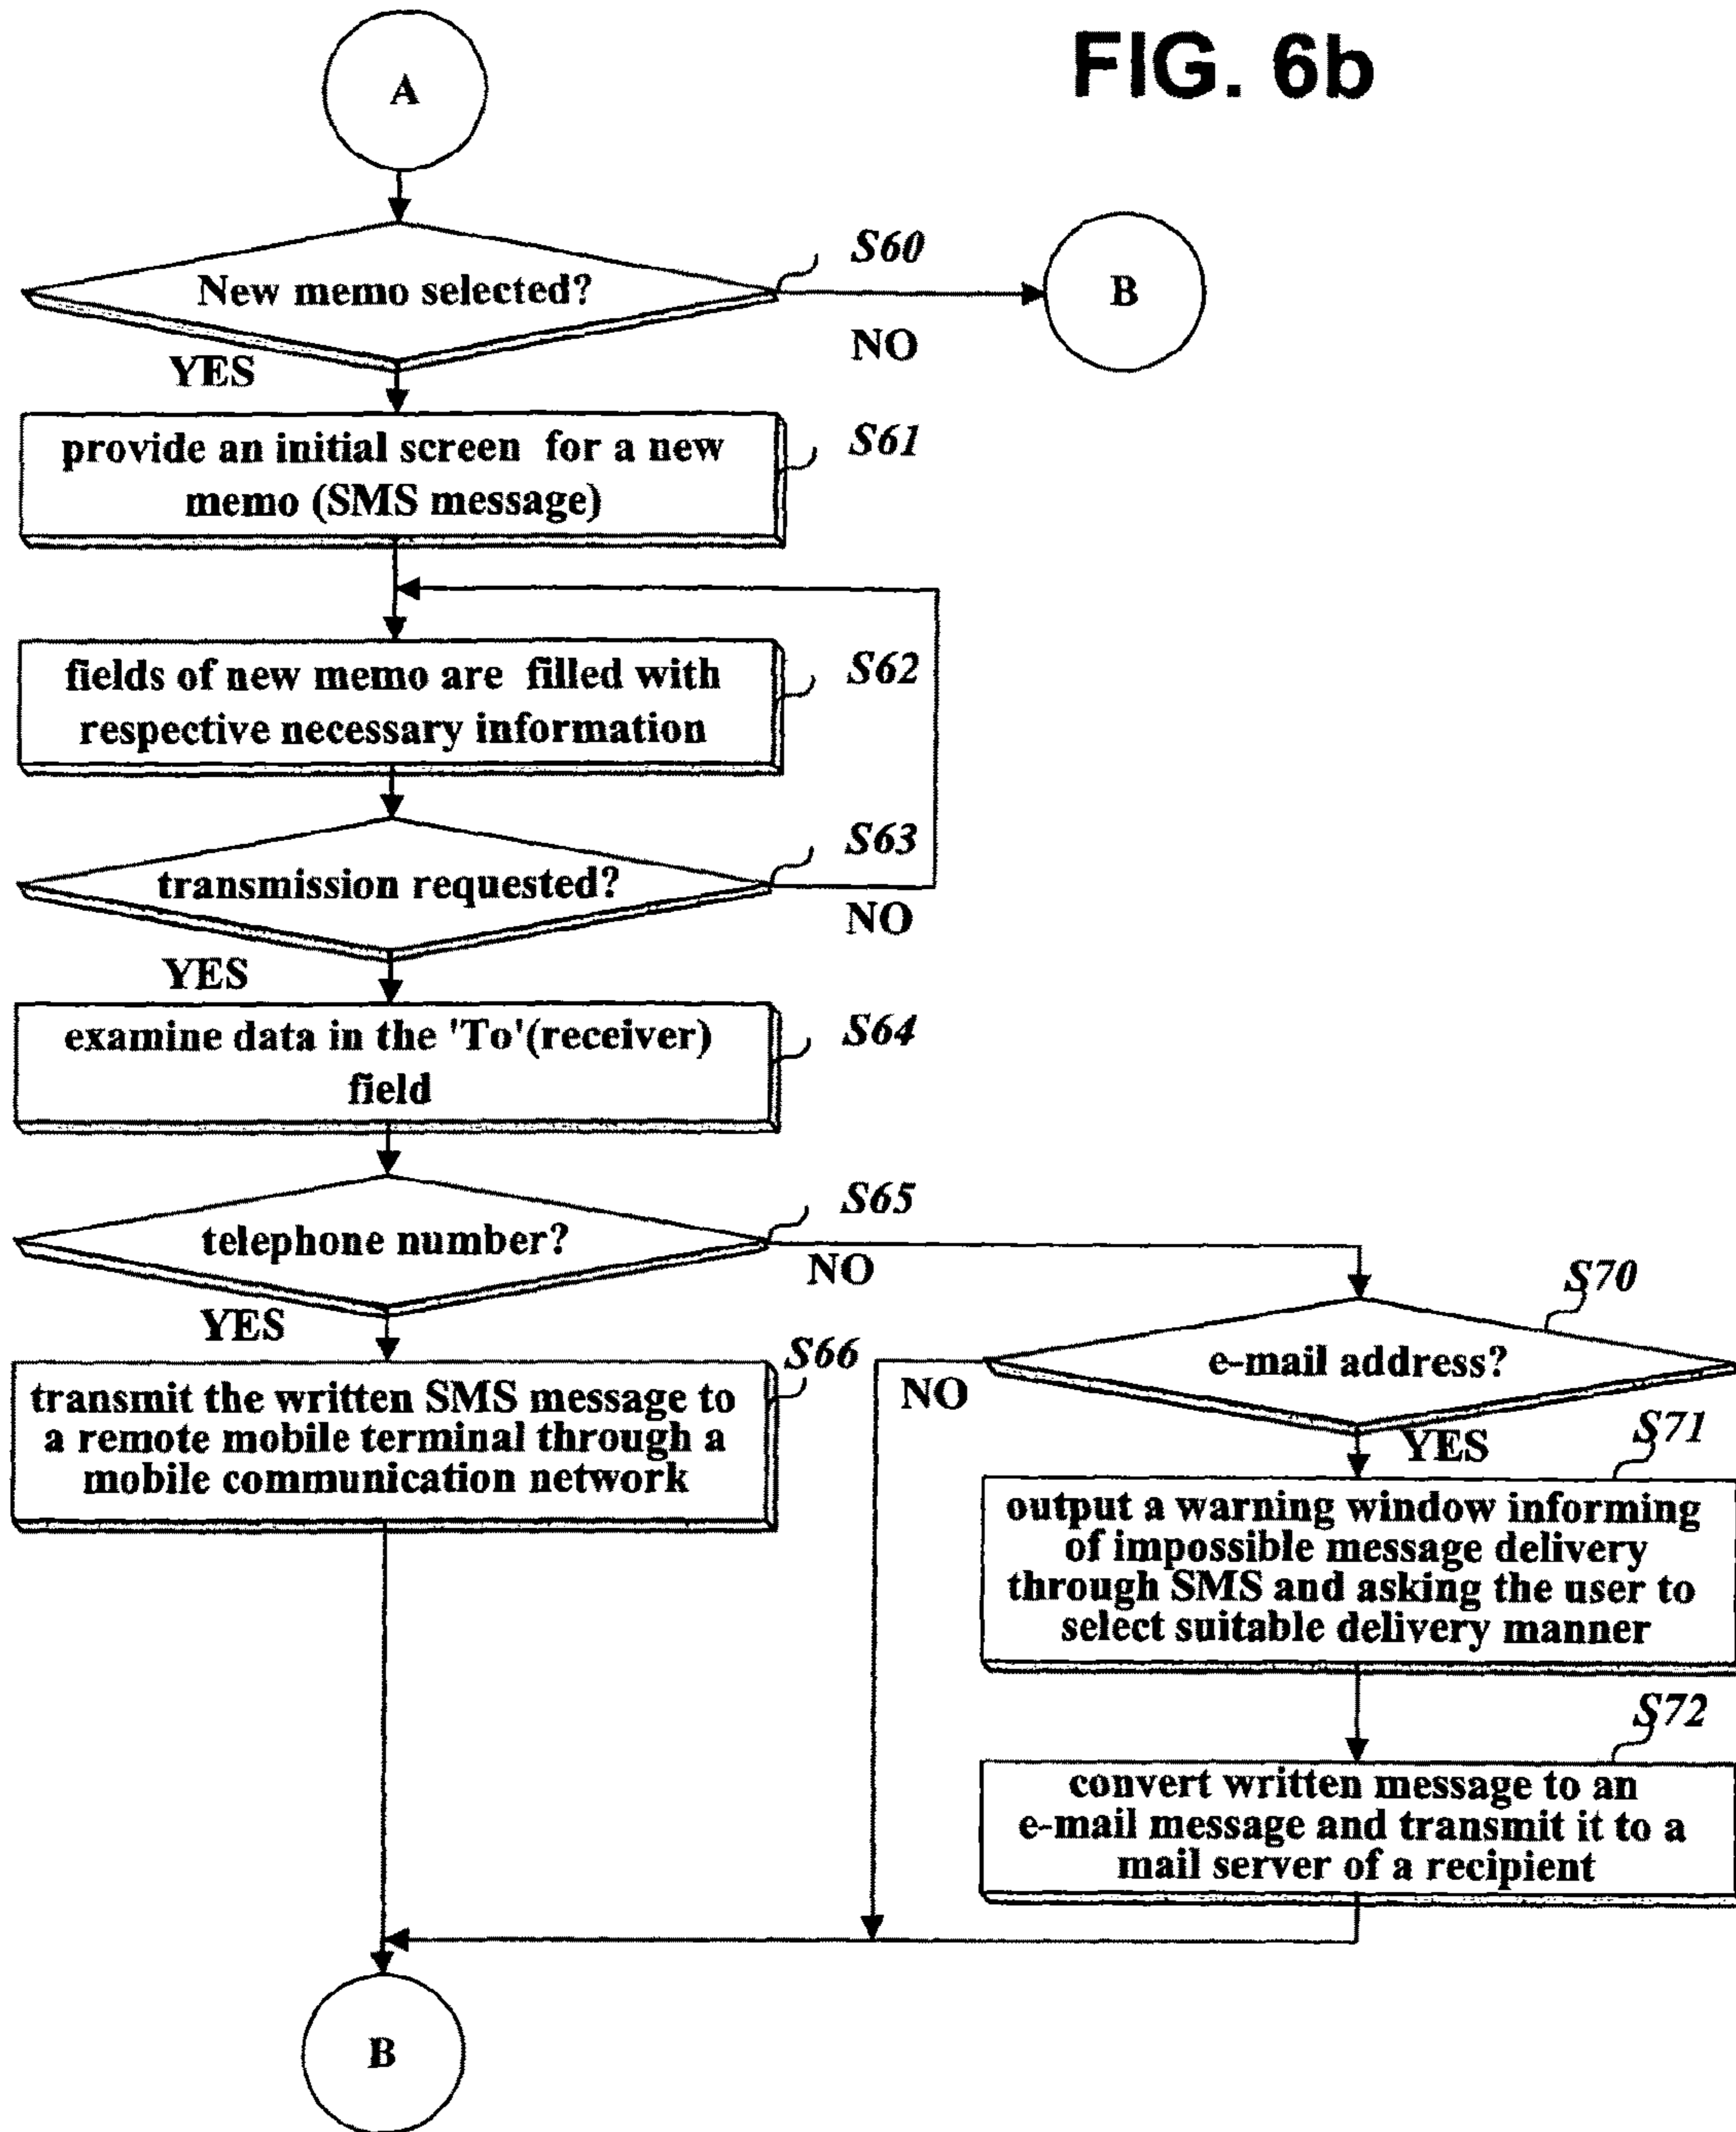 FIG. 6b
A
S60
New memo selected?
B
NO
YES
provide an initial screen for a new
memo (SMS message)
S61
fields of new memo are filled with
respective necessary information
S62
S63
transmission requested?
NO
YES
examine data in the 'To'(receiver)
field
S64
S65
telephone number?
NO
YES
S66
transmit the written SMS message to
a remote mobile terminal through a
mobile communication network
S70
e-mail address?
NO
YES
S71
output a warning window informing
of impossible message delivery
through SMS and asking the user to
select suitable delivery manner
S72
convert written message to an
e-mail message and transmit it to a
mail server of a recipient
B